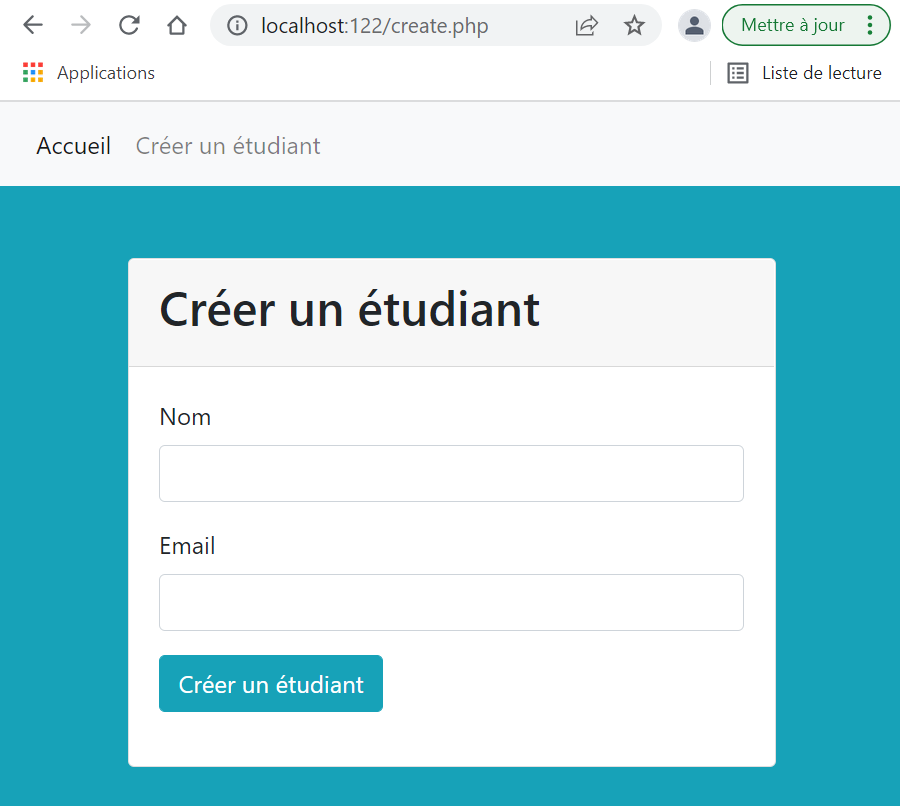 localhost:122/create.php
Mettre à jour
Applications
Liste de lecture
Accueil Créer un étudiant
Créer un étudiant
Nom
Email
Créer un étudiant